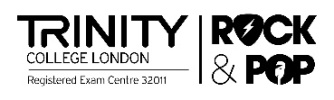 TRINITY
COLLEGE LONDON
Registered Exam Centre 32011
ROCK
& POP